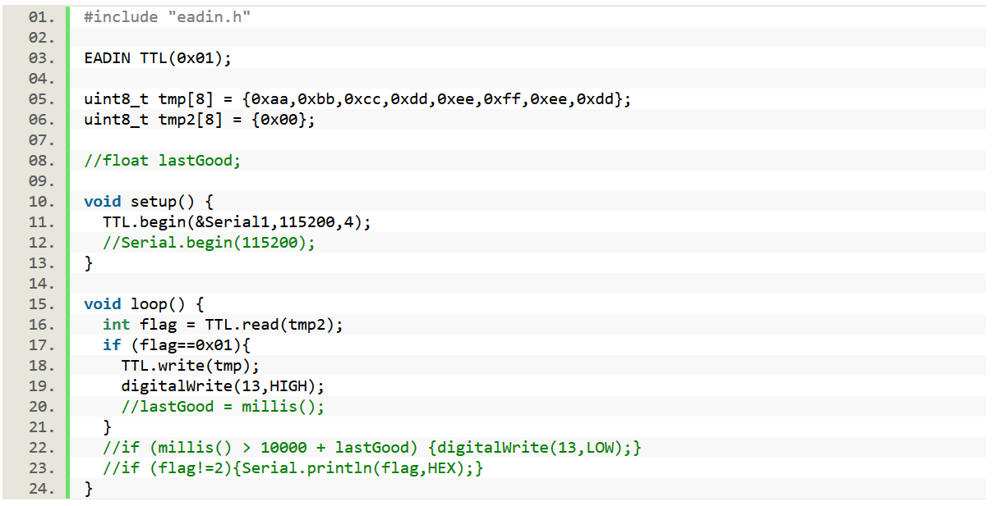 01. #include "eadin.h"
02.
03. EADIN TTL(0x01);
04.
05. uint8_t tmp[8] = {0xaa,0xbb,0xcc,0xdd,0xee,0xff,0xee,0xdd};
06. uint8_t tmp2[8] = {0x00};
07.
08. //float lastGood;
09.
10. void setup() {
11.   TTL.begin(&Serial1,115200,4);
12.   //Serial.begin(115200);
13. }
14.
15. void loop() {
16.   int flag = TTL.read(tmp2);
17.   if (flag==0x01){
18.     TTL.write(tmp);
19.     digitalWrite(13,HIGH);
20.     //lastGood = millis();
21.   }
22.   //if (millis() > 10000 + lastGood) {digitalWrite(13,LOW);}
23.   //if (flag!=2){Serial.println(flag,HEX);}
24. }